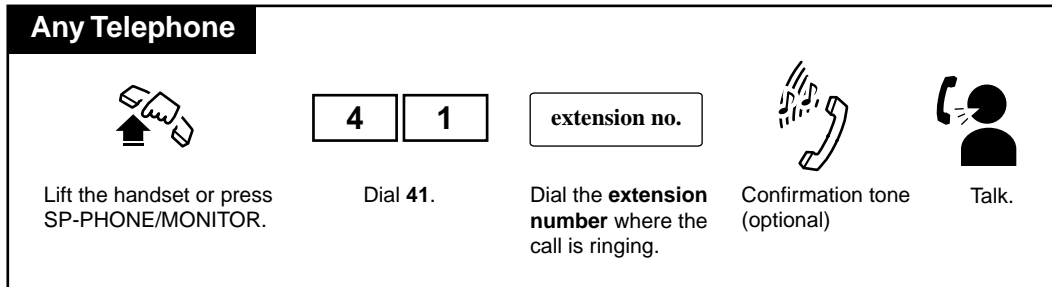 Any Telephone
4 1
extension no.
Lift the handset or press
SP-PHONE/MONITOR.
Dial 41.
Dial the extension
number where the
call is ringing.
Confirmation tone
(optional)
Talk.